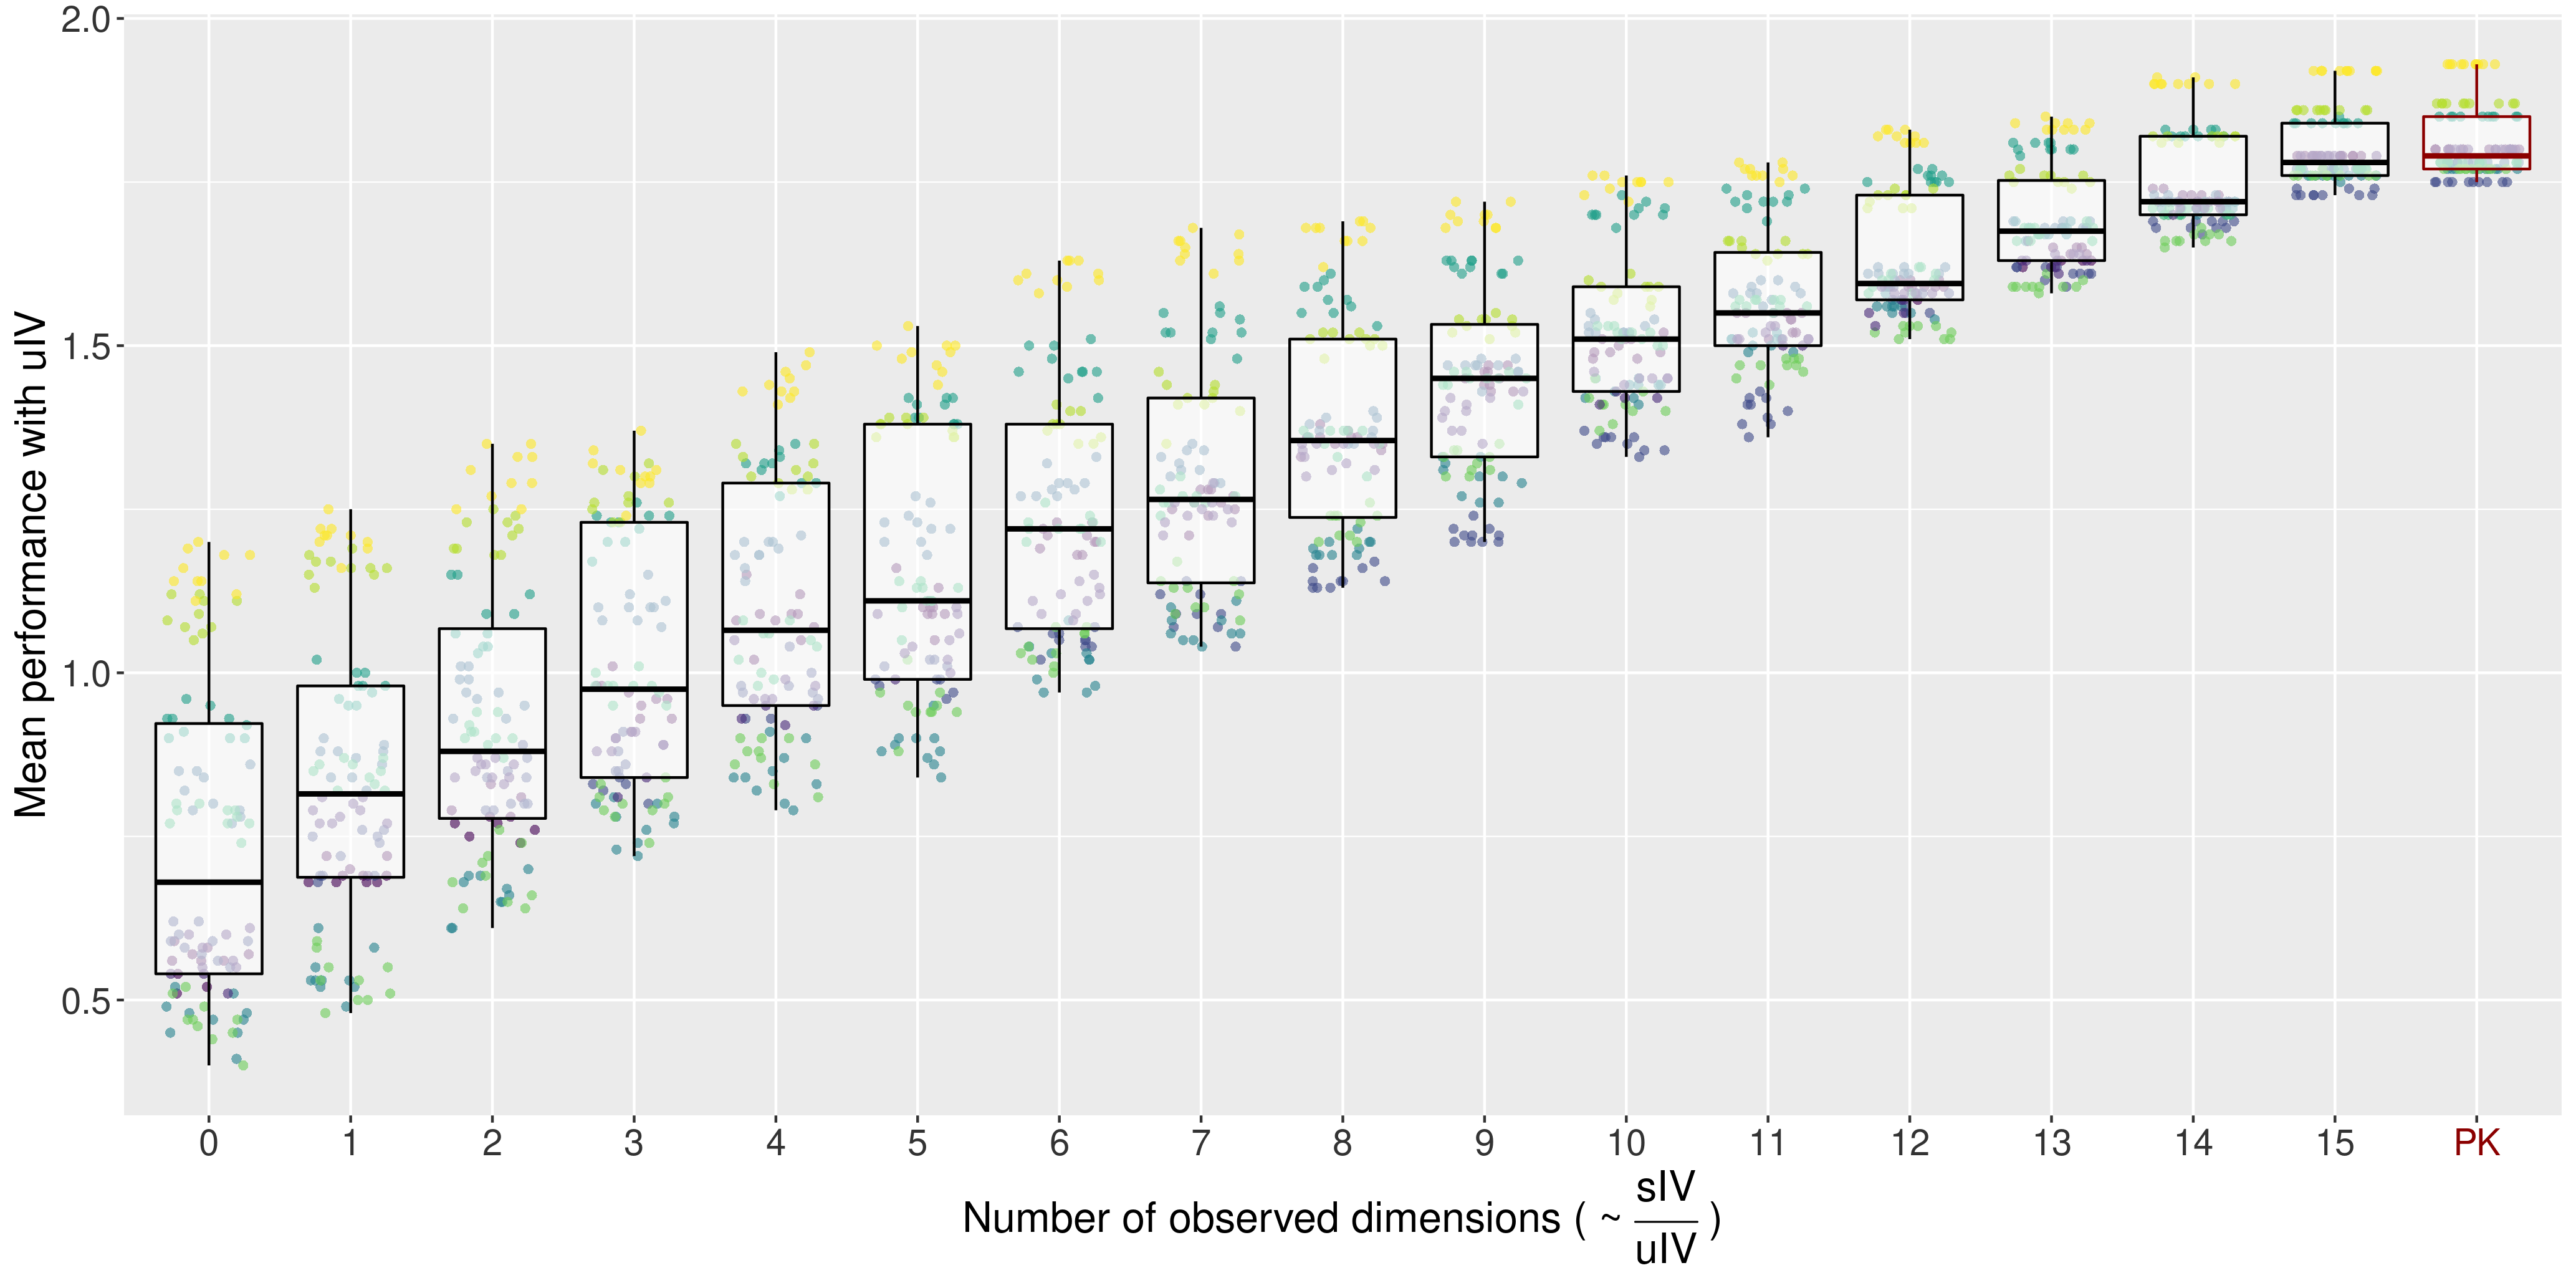 Mean performance with uIV
2.0
1.5
1.0
0.5
0 1 2 3 4 5 6 7 8 9 10 11 12 13 14 15 PK
Number of observed dimensions ( ~ sIV / uIV )